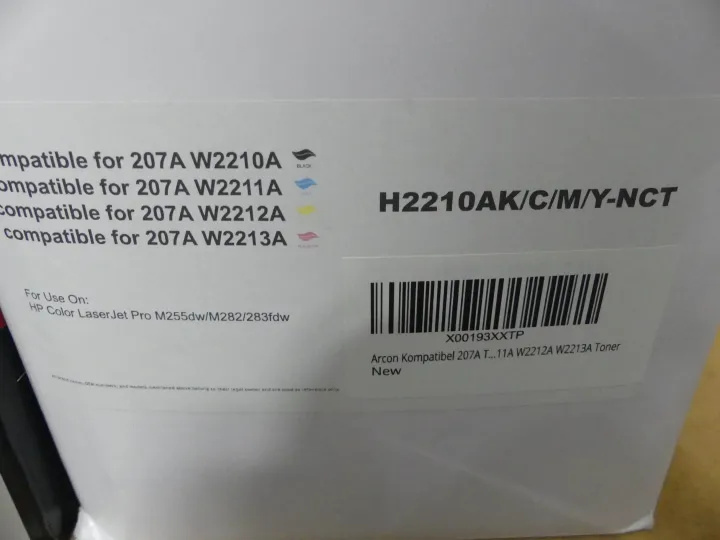 mpatible for 207A W2210A
BLACK
ompatible for 207A W2211A
compatible for 207A W2212A
compatible for 207A W2213A
H2210AK/C/M/Y-NCT
For Use On:
HP Color LaserJet Pro M255dw/M282/283fdw
X00193XXTP
Arcon Kompatibel 207A T...11A W2212A W2213A Toner
New